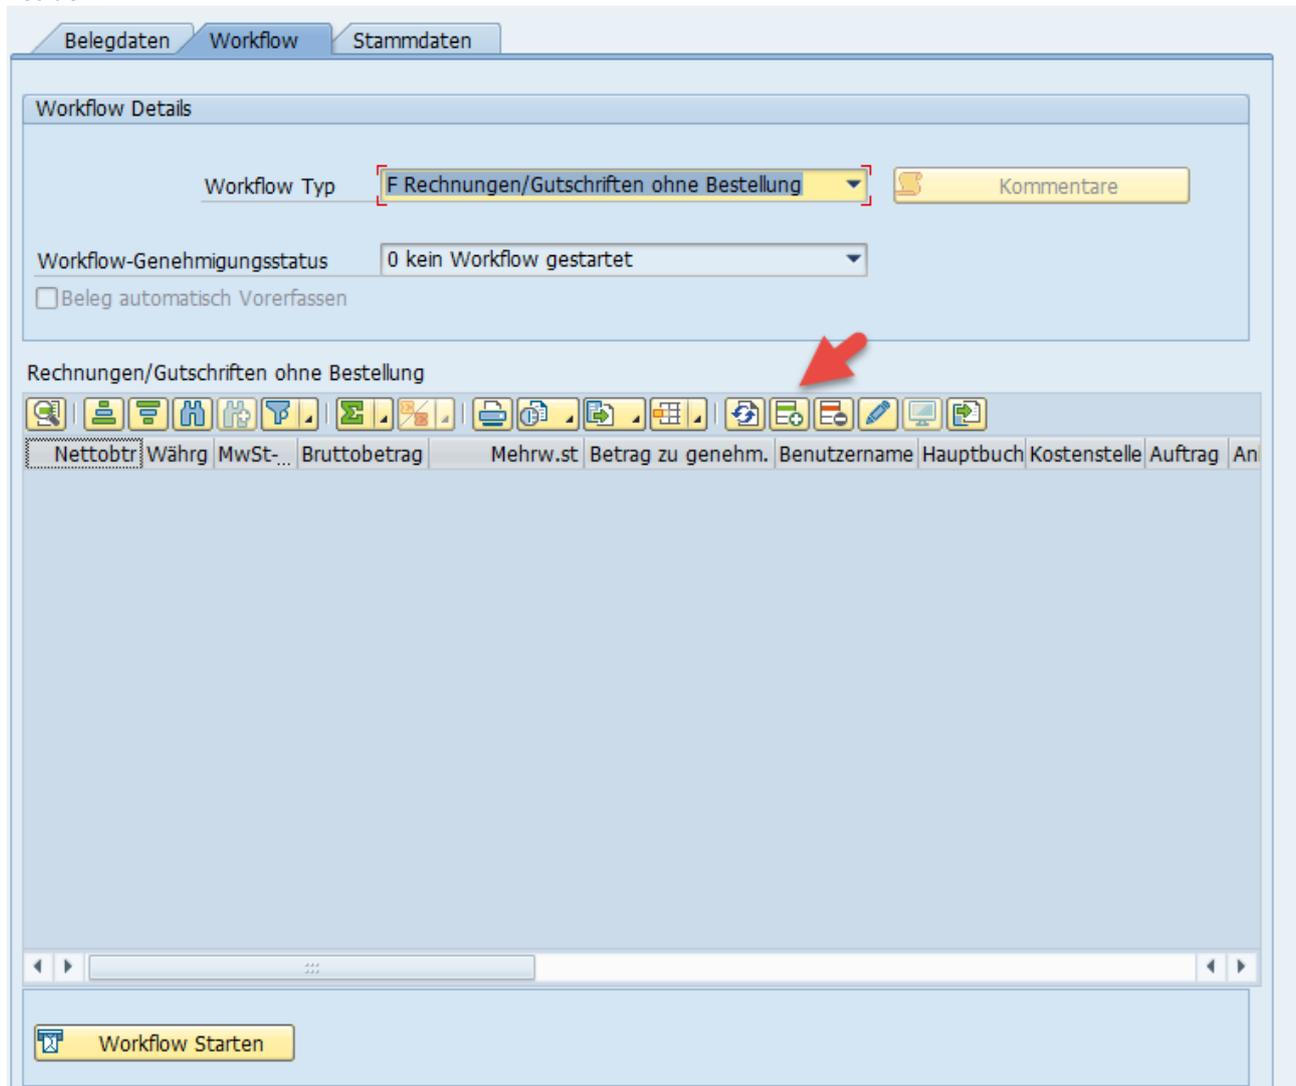 Belegdaten Workflow Stammdaten
Workflow Details
Workflow Typ F Rechnungen/Gutschriften ohne Bestellung Kommentare
Workflow-Genehmigungsstatus 0 kein Workflow gestartet
Beleg automatisch Vorerfassen
Rechnungen/Gutschriften ohne Bestellung
Nettobtr Währg MwSt-... Bruttobetrag Mehrw.st Betrag zu genehm. Benutzername Hauptbuch Kostenstelle Auftrag
Workflow Starten